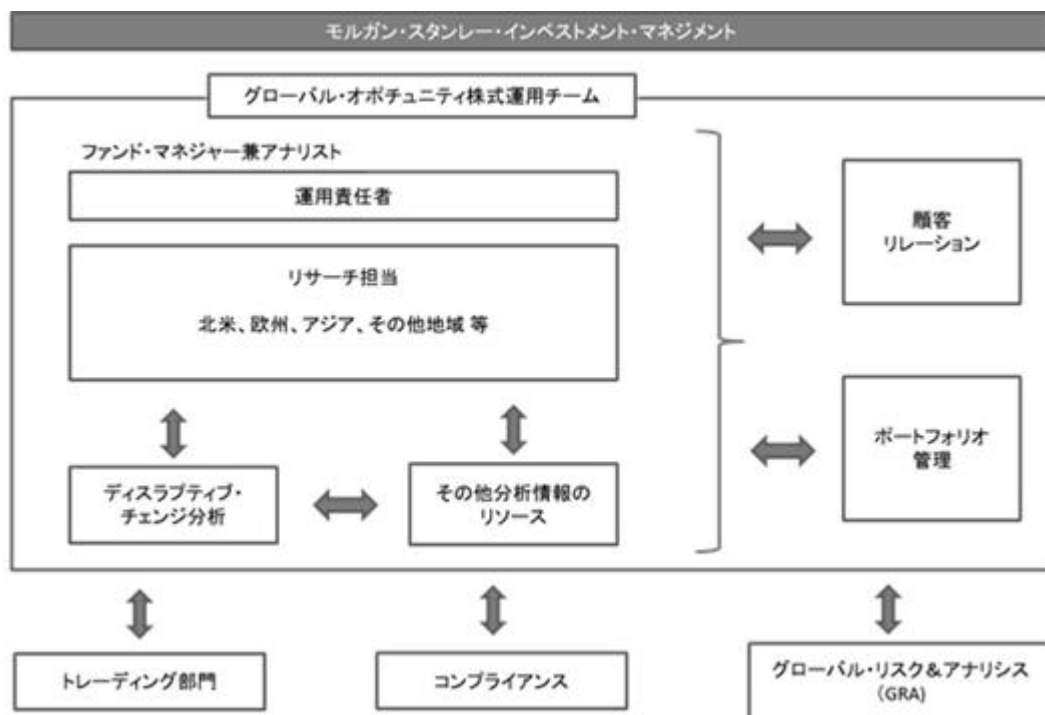 モルガン・スタンレー・インベストメント・マネジメント
グローバル・オポチュニティ株式運用チーム
ファンド・マネジャー兼アナリスト
運用責任者
リサーチ担当
北米、欧州、アジア、その他地域 等
ディスラプティブ・
チェンジ分析
その他分析情報の
リソース
顧客
リレーション
ポートフォリオ
管理
トレーディング部門
コンプライアンス
グローバル・リスク&アナリシス
(GRA)